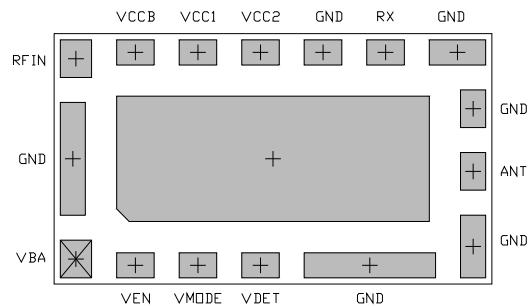 VCCB VCC1 VCC2 GND RX GND
RFIN
GND
GND
ANT
GND
VBA
VEN VMODE VDET GND